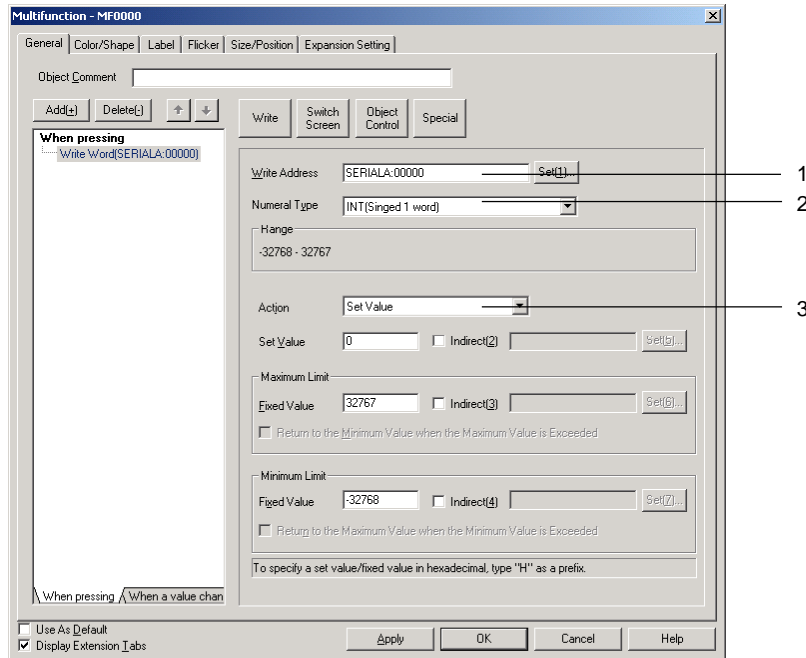 Multifunction - MF0000
General Color/Shape Label Flicker Size/Position Expansion Setting
Object Comment
Add(+) Delete(-) Write Switch Screen Object Control Special
When pressing
Write Word(SERIALA:00000)
Write Address SERIALA:00000 Set(1)... 1
Numeral Type INT(Singed 1 word) 2
Range
-32768 - 32767
Action Set Value 3
Set Value 0 Indirect(2) Set(5)...
Maximum Limit
Fixed Value 32767 Indirect(3) Set(6)...
Return to the Minimum Value when the Maximum Value is Exceeded
Minimum Limit
Fixed Value -32768 Indirect(4) Set(7)...
Return to the Maximum Value when the Minimum Value is Exceeded
To specify a set value/fixed value in hexadecimal, type "H" as a prefix.
When pressing When a value chan
Use As Default
Display Extension Tabs
Apply OK Cancel Help